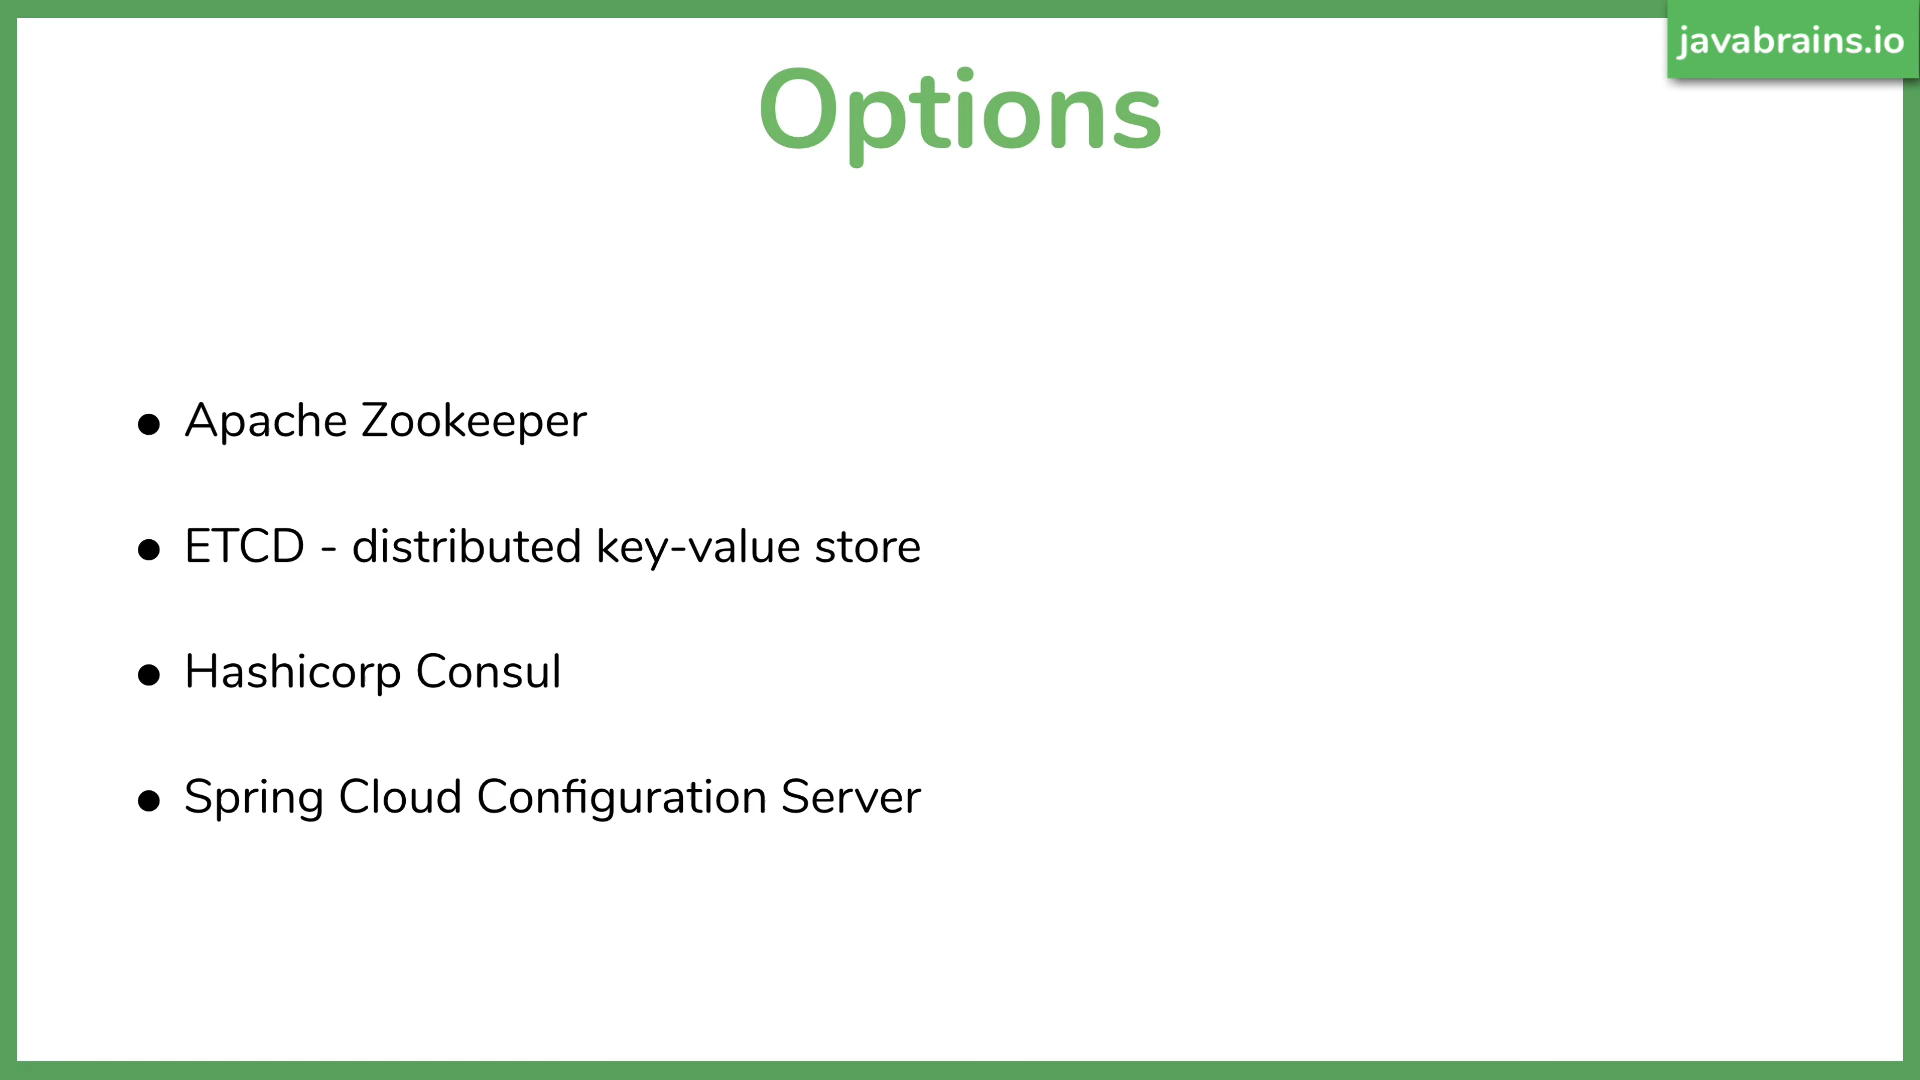 javabrains.io
Options
• Apache Zookeeper
• ETCD - distributed key-value store
• Hashicorp Consul
• Spring Cloud Configuration Server